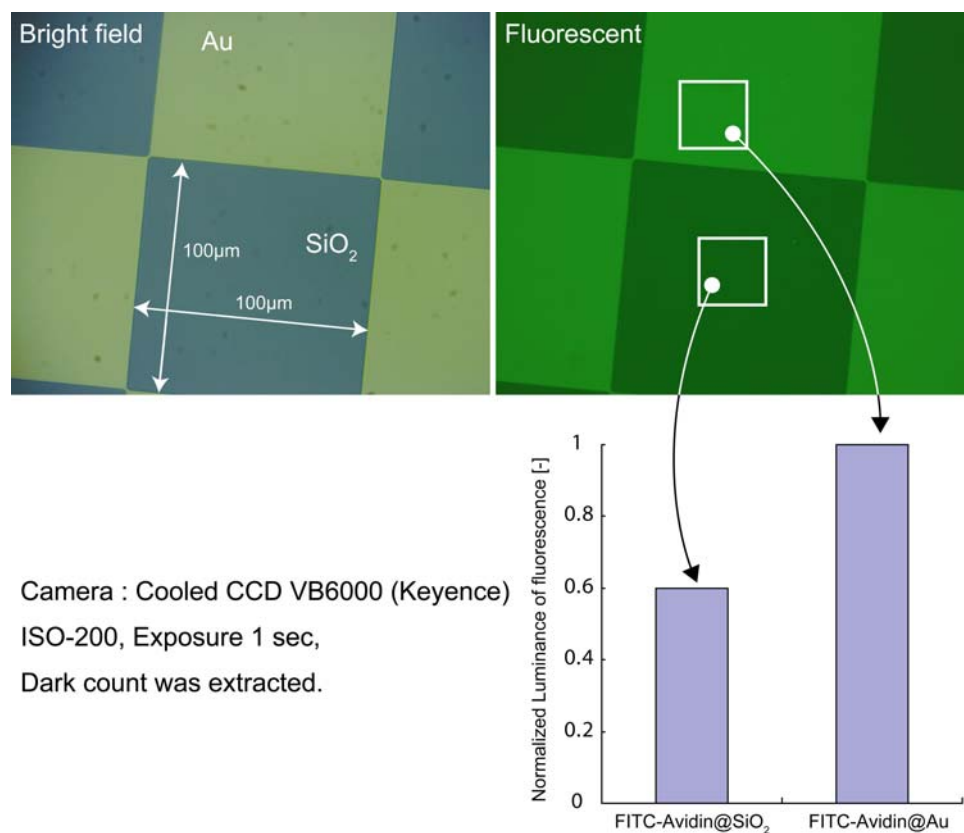 Bright field
Au
SiO₂
100µm
100µm
Fluorescent
Camera : Cooled CCD VB6000 (Keyence)
ISO-200, Exposure 1 sec,
Dark count was extracted.
Normalized Luminance of fluorescence [-]
1
0.8
0.6
0.4
0.2
0
FITC-Avidin@SiO₂
FITC-Avidin@Au